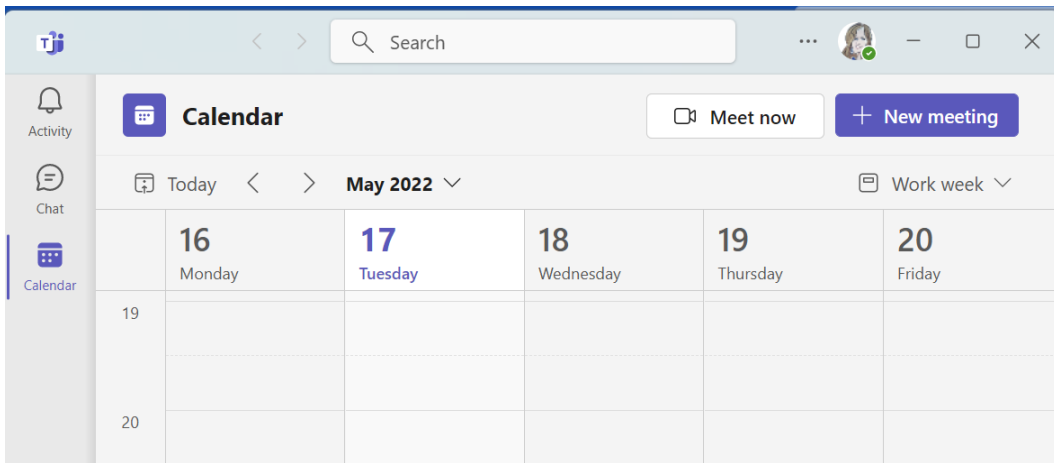 Search
Activity
Calendar
Meet now
New meeting
Chat
Today
May 2022
Work week
Calendar
16
Monday
17
Tuesday
18
Wednesday
19
Thursday
20
Friday
19
20